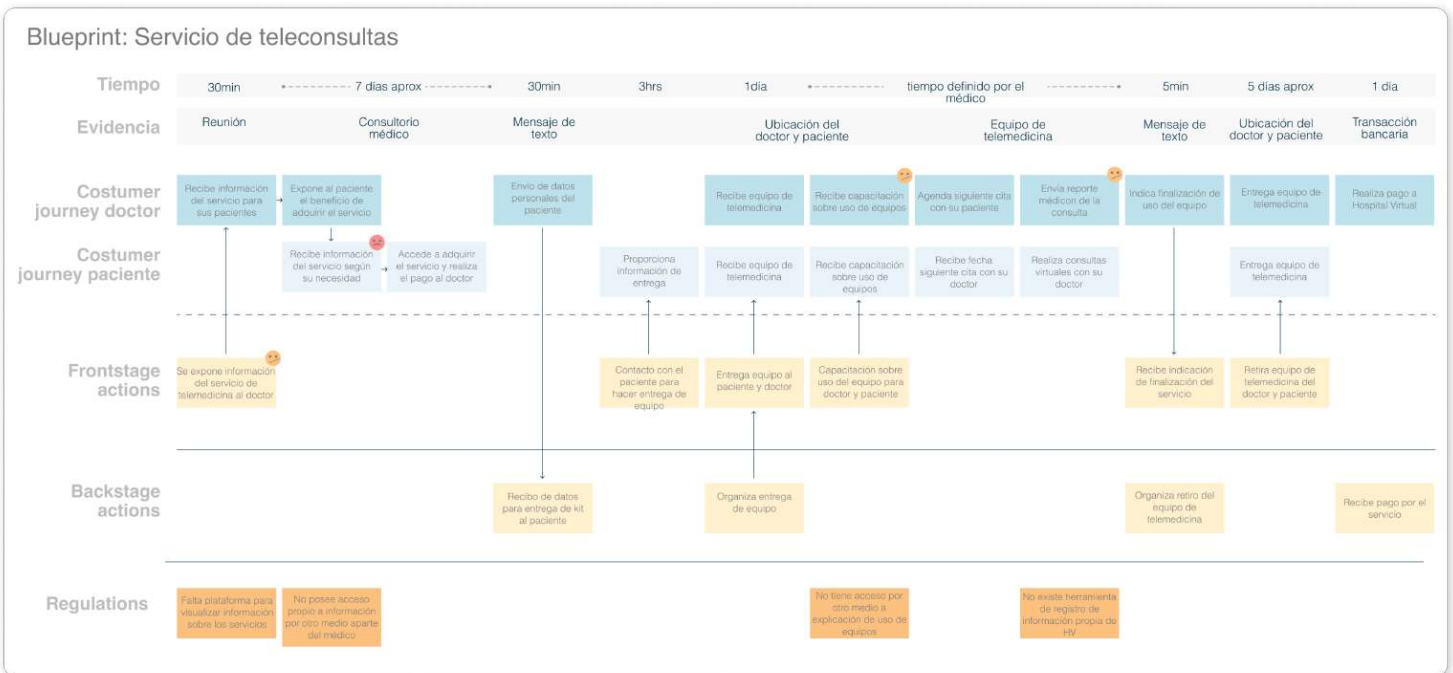 Blueprint: Servicio de teleconsultas
Tiempo
30min
7 días aprox
30min
3hrs
1día
tiempo definido por el
médico
5min
5 días aprox
1 día
Evidencia
Reunión
Consultorio
médico
Mensaje de
texto
Ubicación del
doctor y paciente
Equipo de
telemedicina
Mensaje de
texto
Ubicación del
doctor y paciente
Transacción
bancaria
Costumer
journey doctor
Recibe información
del servicio para
sus pacientes
Expone al paciente
el beneficio de
adquirir el servicio
Envío de datos
personales del
paciente
Recibe equipo de
telemedicina
Recibe capacitación
sobre uso de equipos
Agenda siguiente cita
con su paciente
Envía reporte
médicon de la
consulta
Indica finalización de
uso del equipo
Entrega equipo de
telemedicina
Realiza pago a
Hospital Virtual
Costumer
journey paciente
Recibe información
del servicio según
su necesidad
Accede a adquirir
el servicio y realiza
el pago al doctor
Proporciona
información de
entrega
Recibe equipo de
telemedicina
Recibe capacitación
sobre uso de
equipos
Recibe fecha
siguiente cita con su
doctor
Realiza consultas
virtuales con su
doctor
Entrega equipo de
telemedicina
Frontstage
actions
Se expone información
del servicio de
telemedicina al doctor
Contacto con el
paciente para
hacer entrega de
equipo
Entrega equipo al
paciente y doctor
Capacitación sobre
uso del equipo para
doctor y paciente
Recibe indicación
de finalización del
servicio
Retira equipo de
telemedicina del
doctor y paciente
Backstage
actions
Recibo de datos
para entrega de kit
al paciente
Organiza entrega
de equipo
Organiza retiro del
equipo de
telemedicina
Recibe pago por el
servicio
Regulations
Falta plataforma para
visualizar información
sobre los servicios
No posee acceso
propio a información
por otro medio aparte
del médico
No tiene acceso por
otro medio a
explicación de uso de
equipos
No existe herramienta
de registro de
información propia de
HV